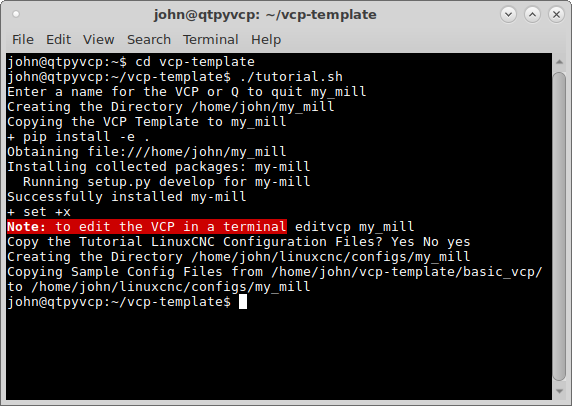 john@qtpyvcp: ~/vcp-template
File Edit View Search Terminal Help
john@qtpyvcp:~$ cd vcp-template
john@qtpyvcp:~/vcp-template$ ./tutorial.sh
Enter a name for the VCP or Q to quit my_mill
Creating the Directory /home/john/my_mill
Copying the VCP Template to my_mill
+ pip install -e .
Obtaining file:///home/john/my_mill
Installing collected packages: my-mill
  Running setup.py develop for my-mill
Successfully installed my-mill
+ set +x
Note: to edit the VCP in a terminal editvcp my_mill
Copy the Tutorial LinuxCNC Configuration Files? Yes No yes
Creating the Directory /home/john/linuxcnc/configs/my_mill
Copying Sample Config Files from /home/john/vcp-template/basic_vcp/
to /home/john/linuxcnc/configs/my_mill
john@qtpyvcp:~/vcp-template$